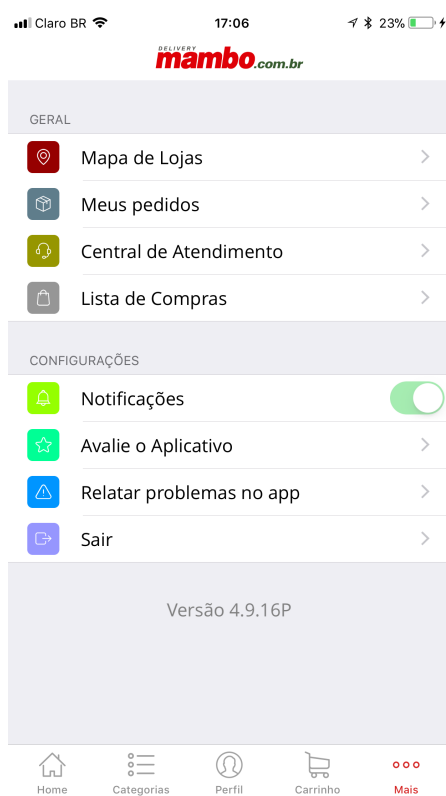 Claro BR
17:06
23%
DELIVERY
mambo.com.br
GERAL
Mapa de Lojas
Meus pedidos
Central de Atendimento
Lista de Compras
CONFIGURAÇÕES
Notificações
Avalie o Aplicativo
Relatar problemas no app
Sair
Versão 4.9.16P
Home
Categorias
Perfil
Carrinho
Mais